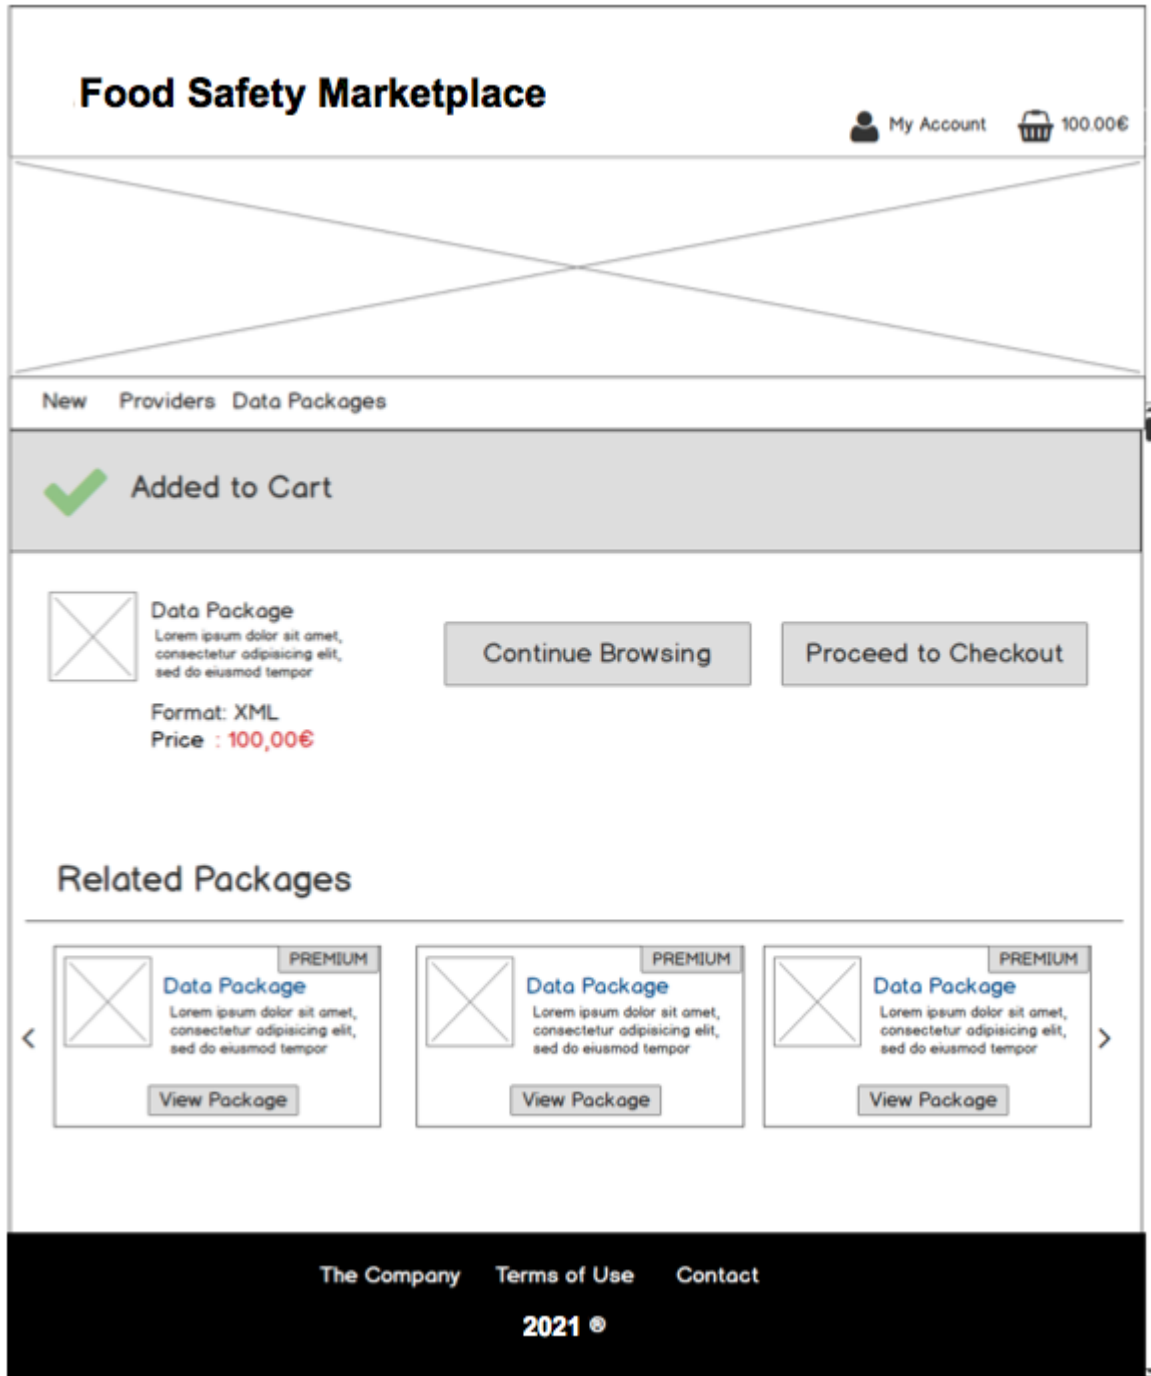 Food Safety Marketplace
My Account 100.00€
New Providers Data Packages
Added to Cart
Data Package
Lorem ipsum dolor sit amet,
consectetur adipisicing elit,
sed do eiusmod tempor
Format: XML
Price : 100,00€
Continue Browsing
Proceed to Checkout
Related Packages
PREMIUM
Data Package
Lorem ipsum dolor sit amet,
consectetur adipisicing elit,
sed do eiusmod tempor
View Package
PREMIUM
Data Package
Lorem ipsum dolor sit amet,
consectetur adipisicing elit,
sed do eiusmod tempor
View Package
PREMIUM
Data Package
Lorem ipsum dolor sit amet,
consectetur adipisicing elit,
sed do eiusmod tempor
View Package
The Company Terms of Use Contact
2021 ®